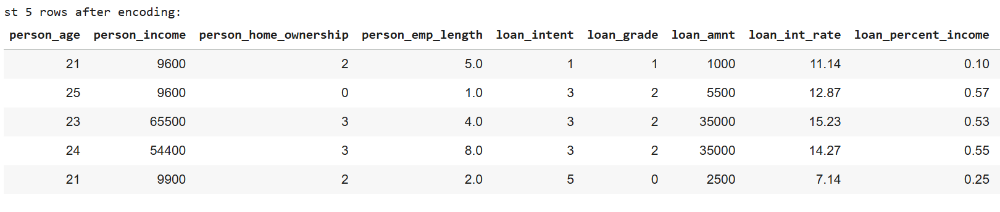 st 5 rows after encoding:
person_age person_income person_home_ownership person_emp_length loan_intent loan_grade loan_amnt loan_int_rate loan_percent_income
21 9600 2 5.0 1 1 1000 11.14 0.10
25 9600 0 1.0 3 2 5500 12.87 0.57
23 65500 3 4.0 3 2 35000 15.23 0.53
24 54400 3 8.0 3 2 35000 14.27 0.55
21 9900 2 2.0 5 0 2500 7.14 0.25